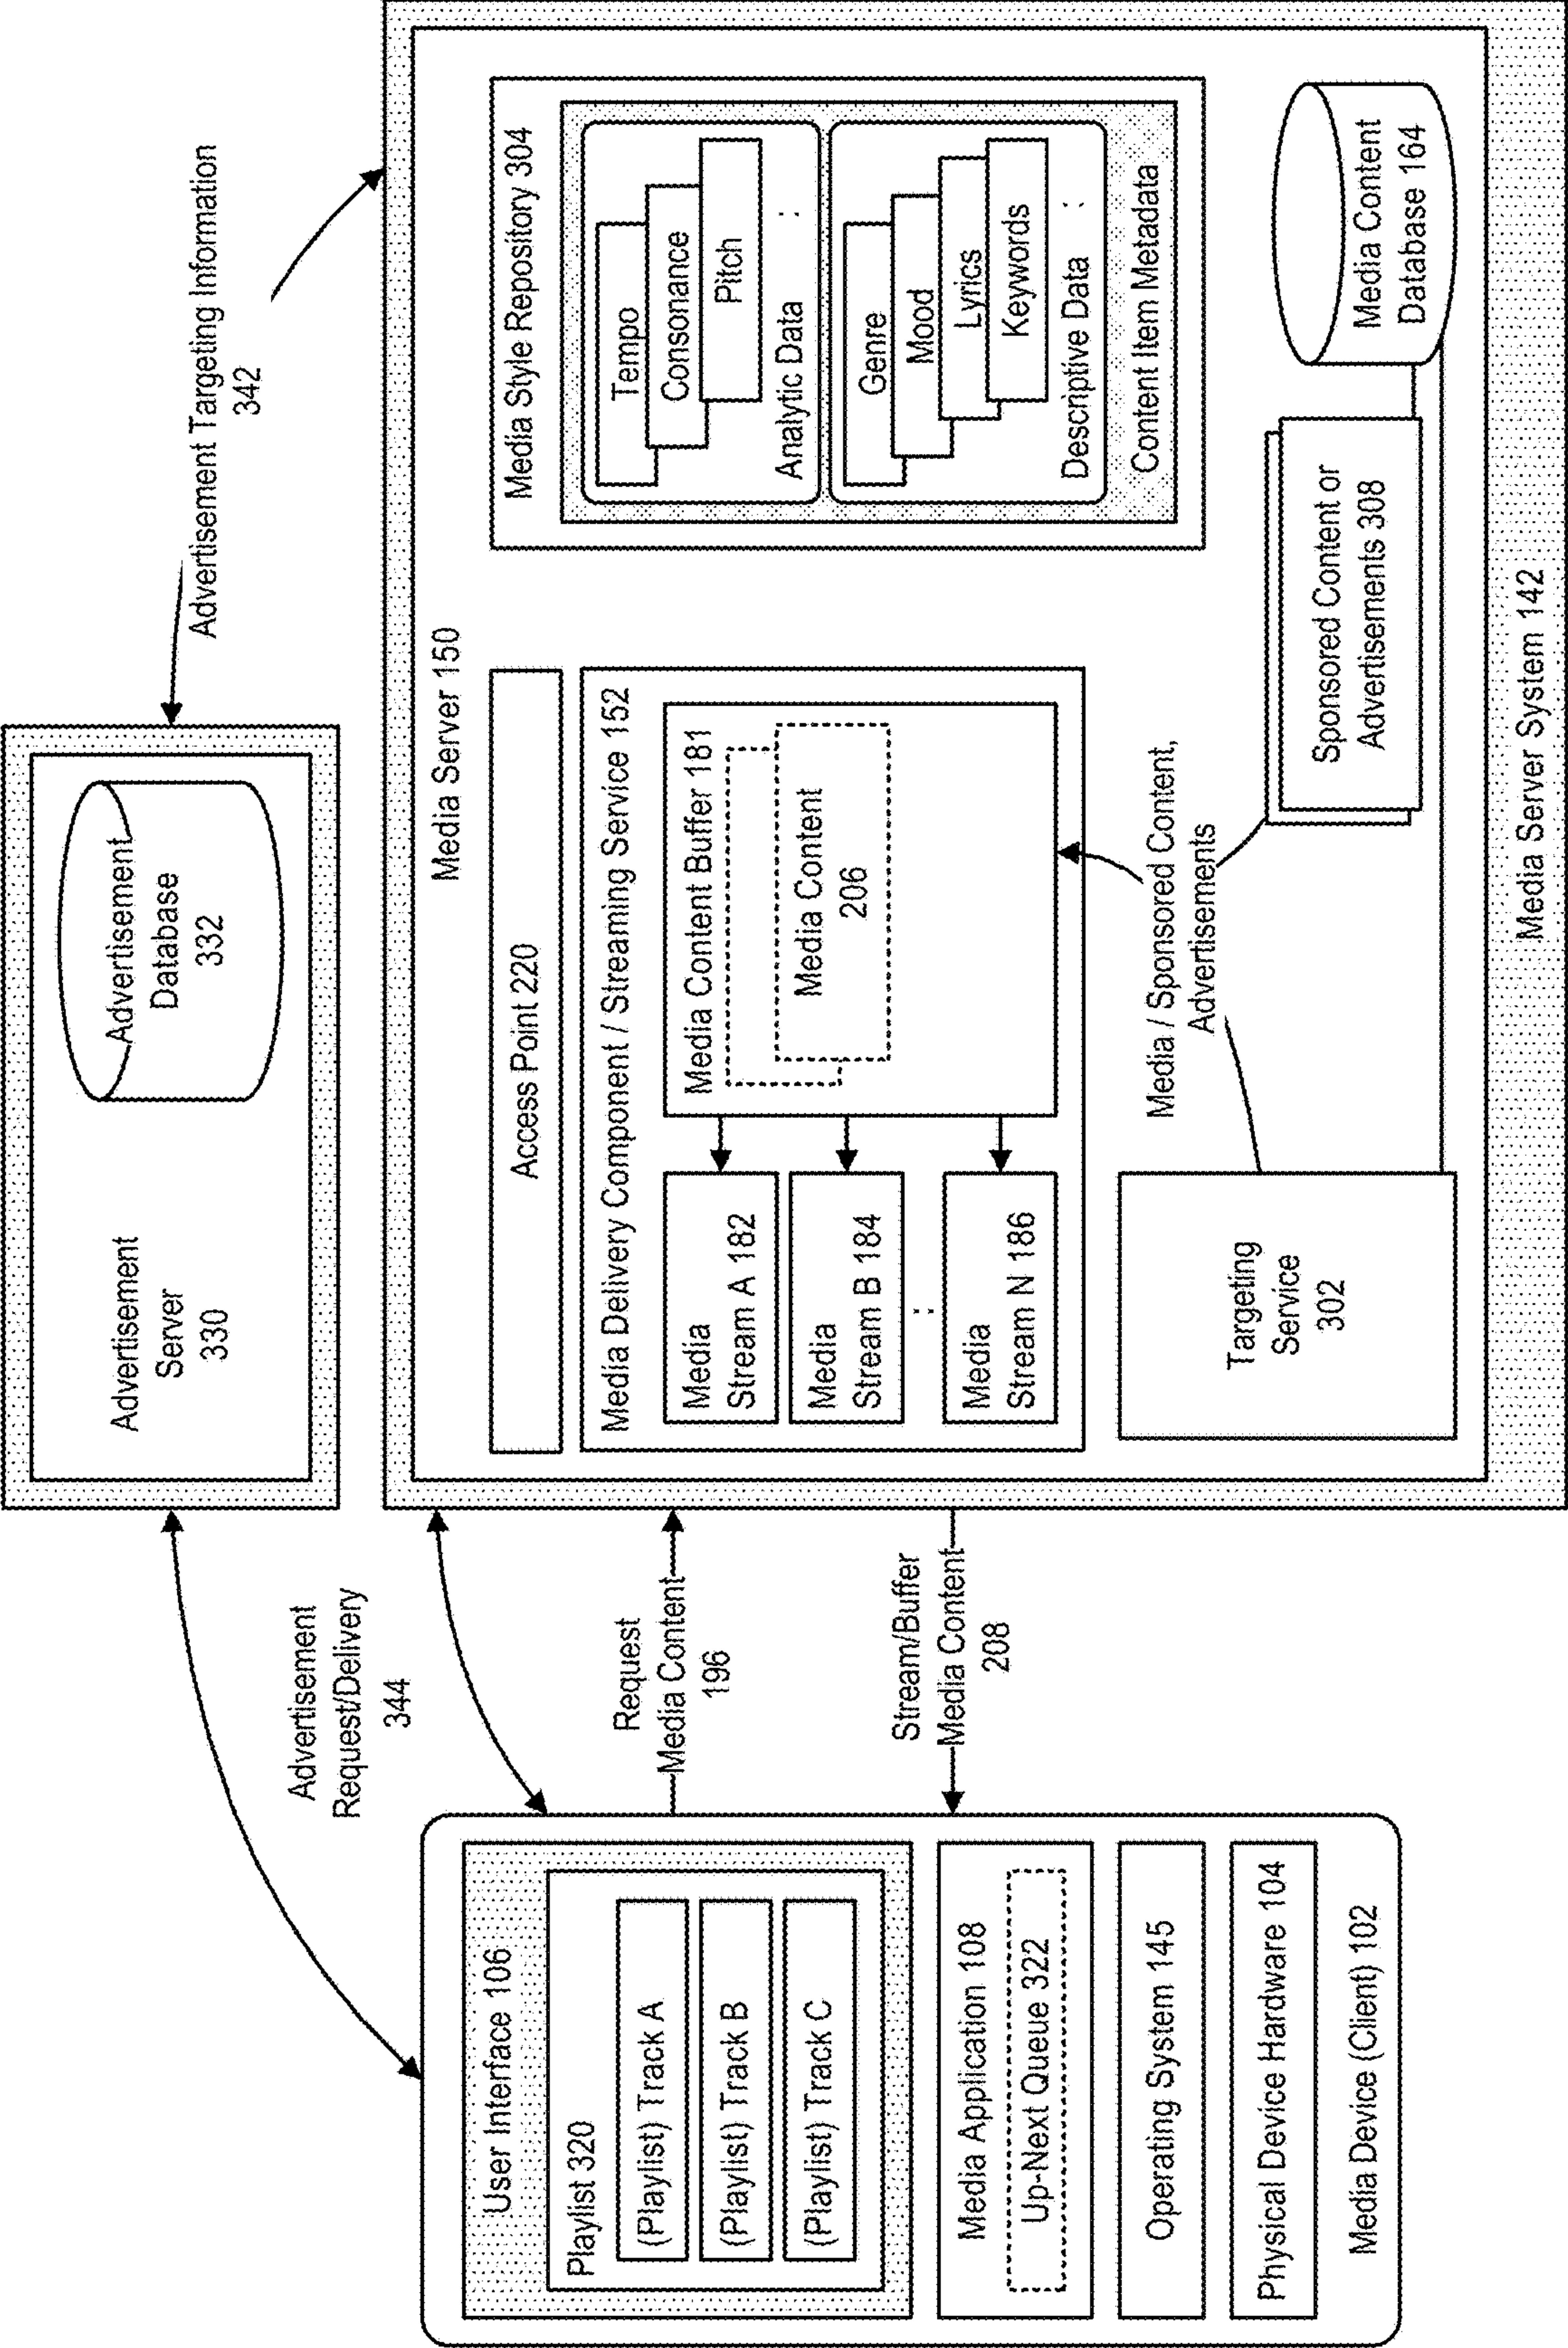 Advertisement
Server
330
Advertisement
Database
332
Advertisement Targeting Information
342
Advertisement
Request/Delivery
344
User Interface 106
Playlist 320
(Playlist) Track A
(Playlist) Track B
(Playlist) Track C
Media Application 108
Up-Next Queue 322
Operating System 145
Physical Device Hardware 104
Media Device (Client) 102
Request
Media Content
196
Stream/Buffer
Media Content
208
Media Server 150
Access Point 220
Media Delivery Component / Streaming Service 152
Media
Stream A 182
Media
Stream B 184
:
Media
Stream N 186
Media Content Buffer 181
Media Content
206
Targeting
Service
302
Media / Sponsored Content,
Advertisements
Media Style Repository 304
Tempo
Consonance
Pitch
:
Analytic Data
Genre
Mood
Lyrics
Keywords
:
Descriptive Data
Content Item Metadata
Sponsored Content or
Advertisements 308
Media Content
Database 164
Media Server System 142